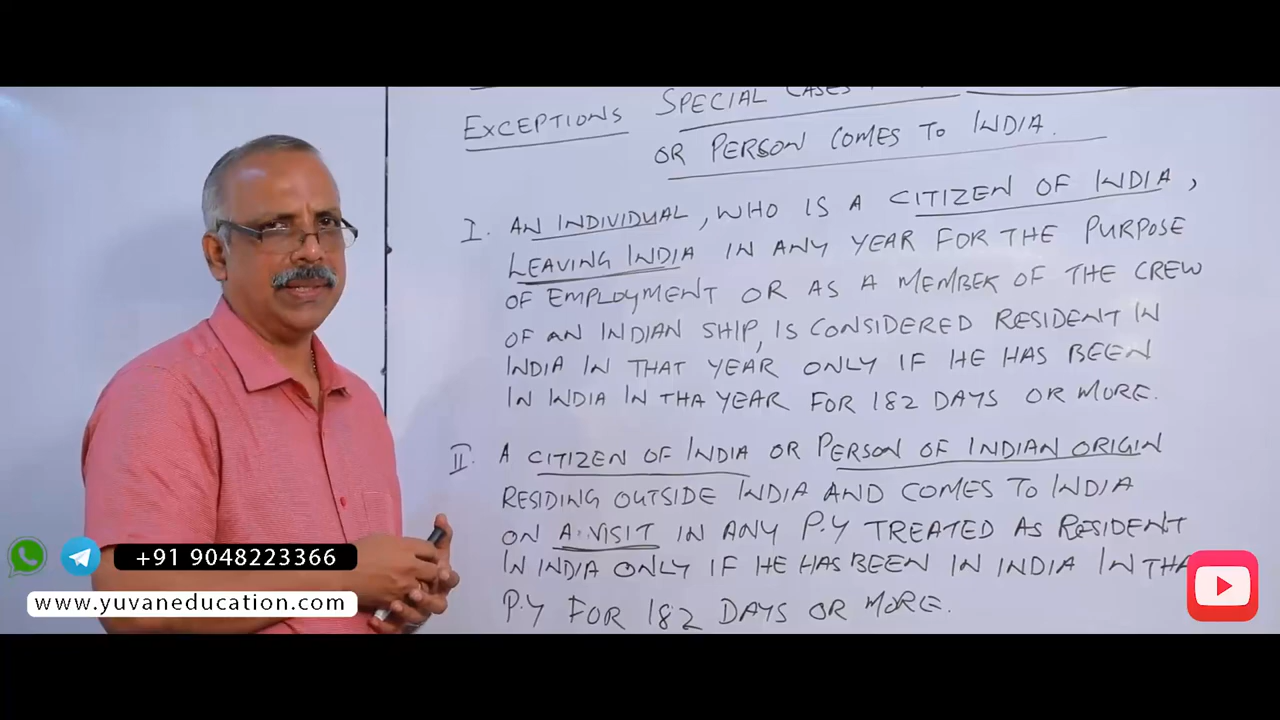 EXCEPTIONS SPECIAL CASES
OR PERSON COMES TO INDIA.
I. AN INDIVIDUAL, WHO IS A CITIZEN OF INDIA,
LEAVING INDIA IN ANY YEAR FOR THE PURPOSE
OF EMPLOYMENT OR AS A MEMBER OF THE CREW
OF AN INDIAN SHIP, IS CONSIDERED RESIDENT IN
INDIA IN THAT YEAR ONLY IF HE HAS BEEN
IN INDIA IN THA YEAR FOR 182 DAYS OR MORE.
II. A CITIZEN OF INDIA OR PERSON OF INDIAN ORIGIN
RESIDING OUTSIDE INDIA AND COMES TO INDIA
ON A VISIT IN ANY P.Y TREATED AS RESIDENT
IN INDIA ONLY IF HE HAS BEEN IN INDIA IN THA
P.Y FOR 182 DAYS OR MORE.
+91 9048223366
www.yuvaneducation.com